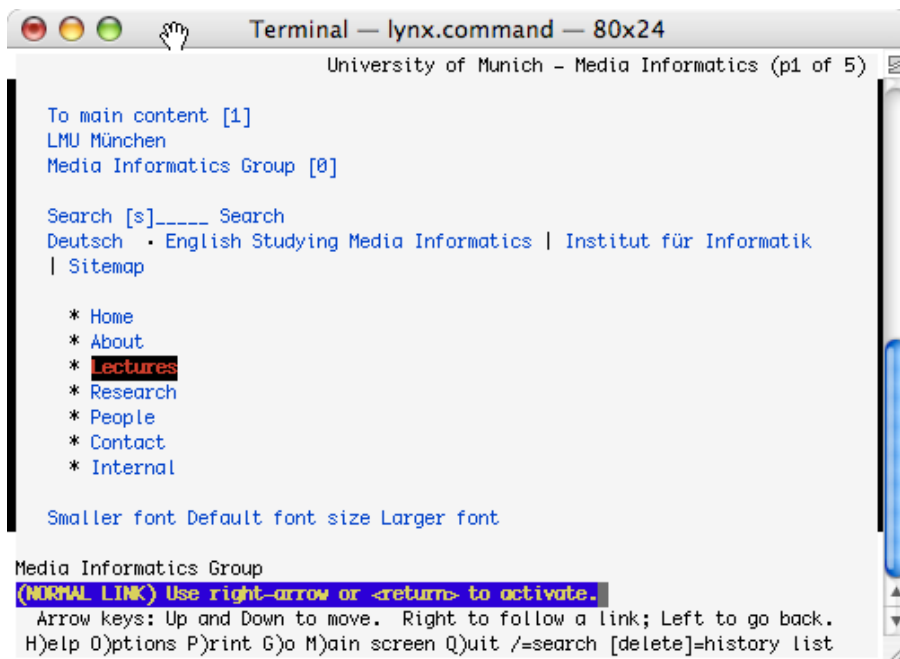 Terminal — lynx.command — 80x24
University of Munich - Media Informatics (p1 of 5)
To main content [1]
LMU München
Media Informatics Group [0]
Search [s]_____ Search
Deutsch · English Studying Media Informatics | Institut für Informatik
| Sitemap
* Home
* About
* Lectures
* Research
* People
* Contact
* Internal
Smaller font Default font size Larger font
Media Informatics Group
(NORMAL LINK) Use right-arrow or <return> to activate.
Arrow keys: Up and Down to move. Right to follow a link; Left to go back.
H)elp O)ptions P)rint G)o M)ain screen Q)uit /=search [delete]=history list